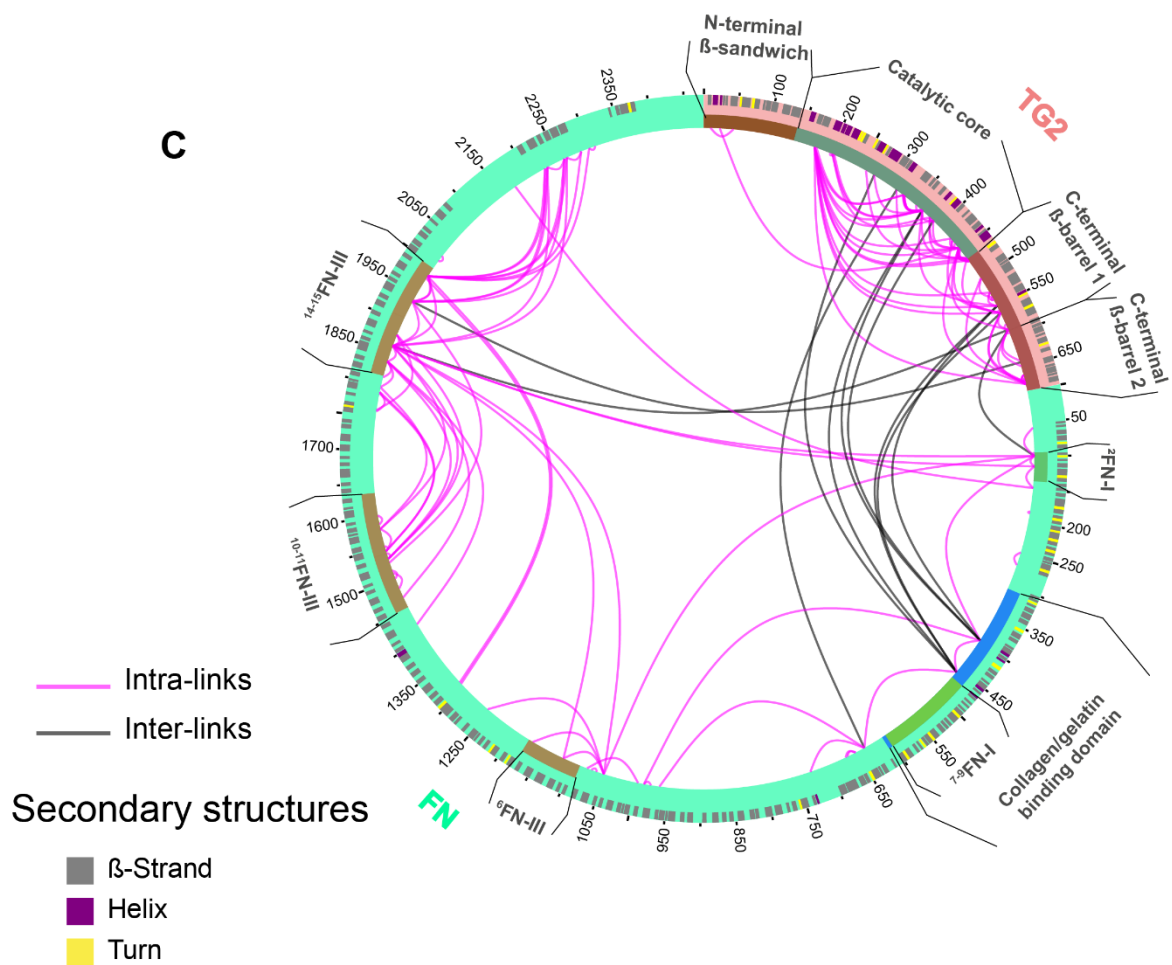 C
N-terminal
ß-sandwich
Catalytic core
TG2
C-terminal
ß-barrel 1
C-terminal
ß-barrel 2
100
200
300
400
500
550
650
50
²FN-I
200
250
350
450
Collagen/gelatin
binding domain
⁷⁻⁹FN-I
550
650
750
850
950
1050
⁶FN-III
FN
1250
1350
1500
¹⁰⁻¹¹FN-III
1600
1700
1850
¹⁴⁻¹⁵FN-III
1950
2050
2150
2250
2350
Intra-links
Inter-links
Secondary structures
ß-Strand
Helix
Turn